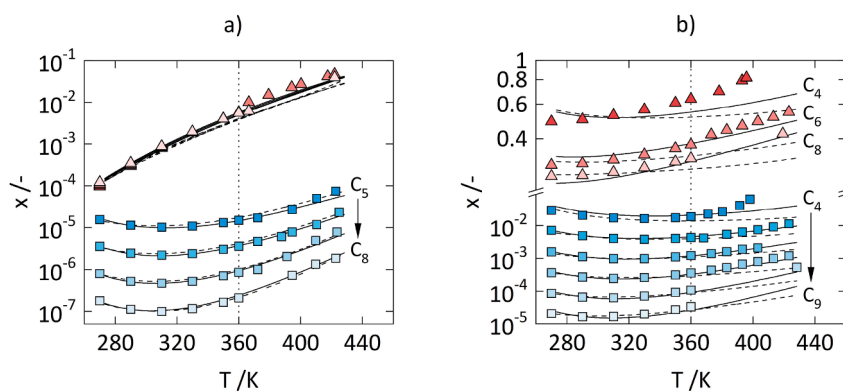 a)
x /-
10⁻¹
10⁻²
10⁻³
10⁻⁴
10⁻⁵
10⁻⁶
10⁻⁷
C₅
C₈
280 320 360 400 440
T /K
b)
x /-
1
0.8
0.6
0.4
10⁻²
10⁻³
10⁻⁴
10⁻⁵
C₄
C₆
C₈
C₄
C₉
280 320 360 400 440
T /K